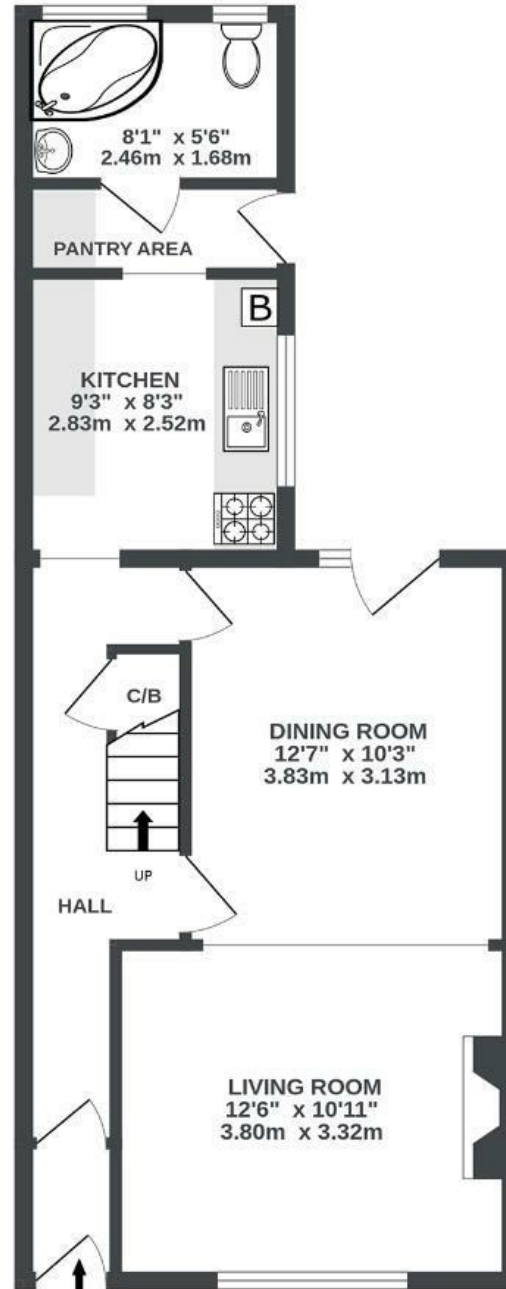 8'1" x 5'6"
2.46m x 1.68m
PANTRY AREA
B
KITCHEN
9'3" x 8'3"
2.83m x 2.52m
C/B
DINING ROOM
12'7" x 10'3"
3.83m x 3.13m
UP
HALL
LIVING ROOM
12'6" x 10'11"
3.80m x 3.32m